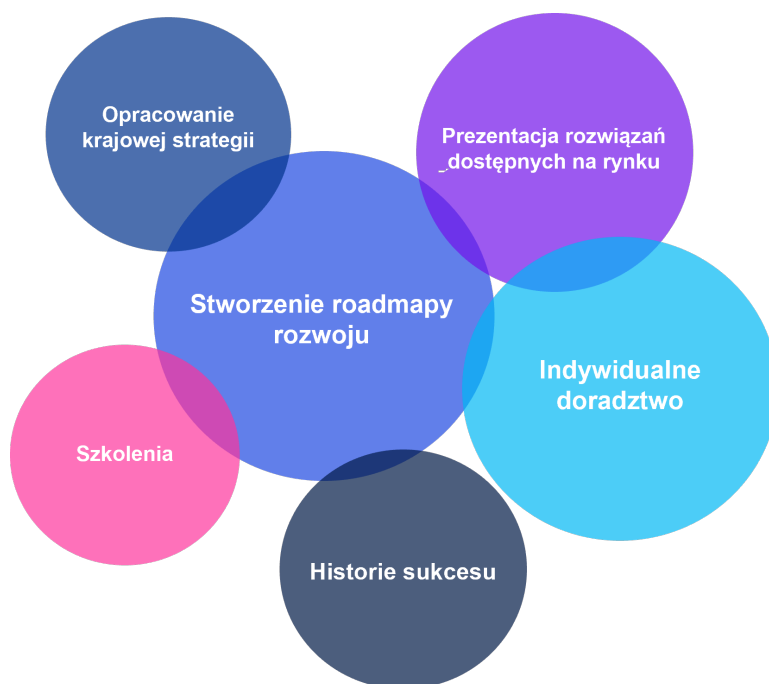 Opracowanie
krajowej strategii
Prezentacja rozwiązań
dostępnych na rynku
Stworzenie roadmapy
rozwoju
Indywidualne
doradztwo
Szkolenia
Historie sukcesu